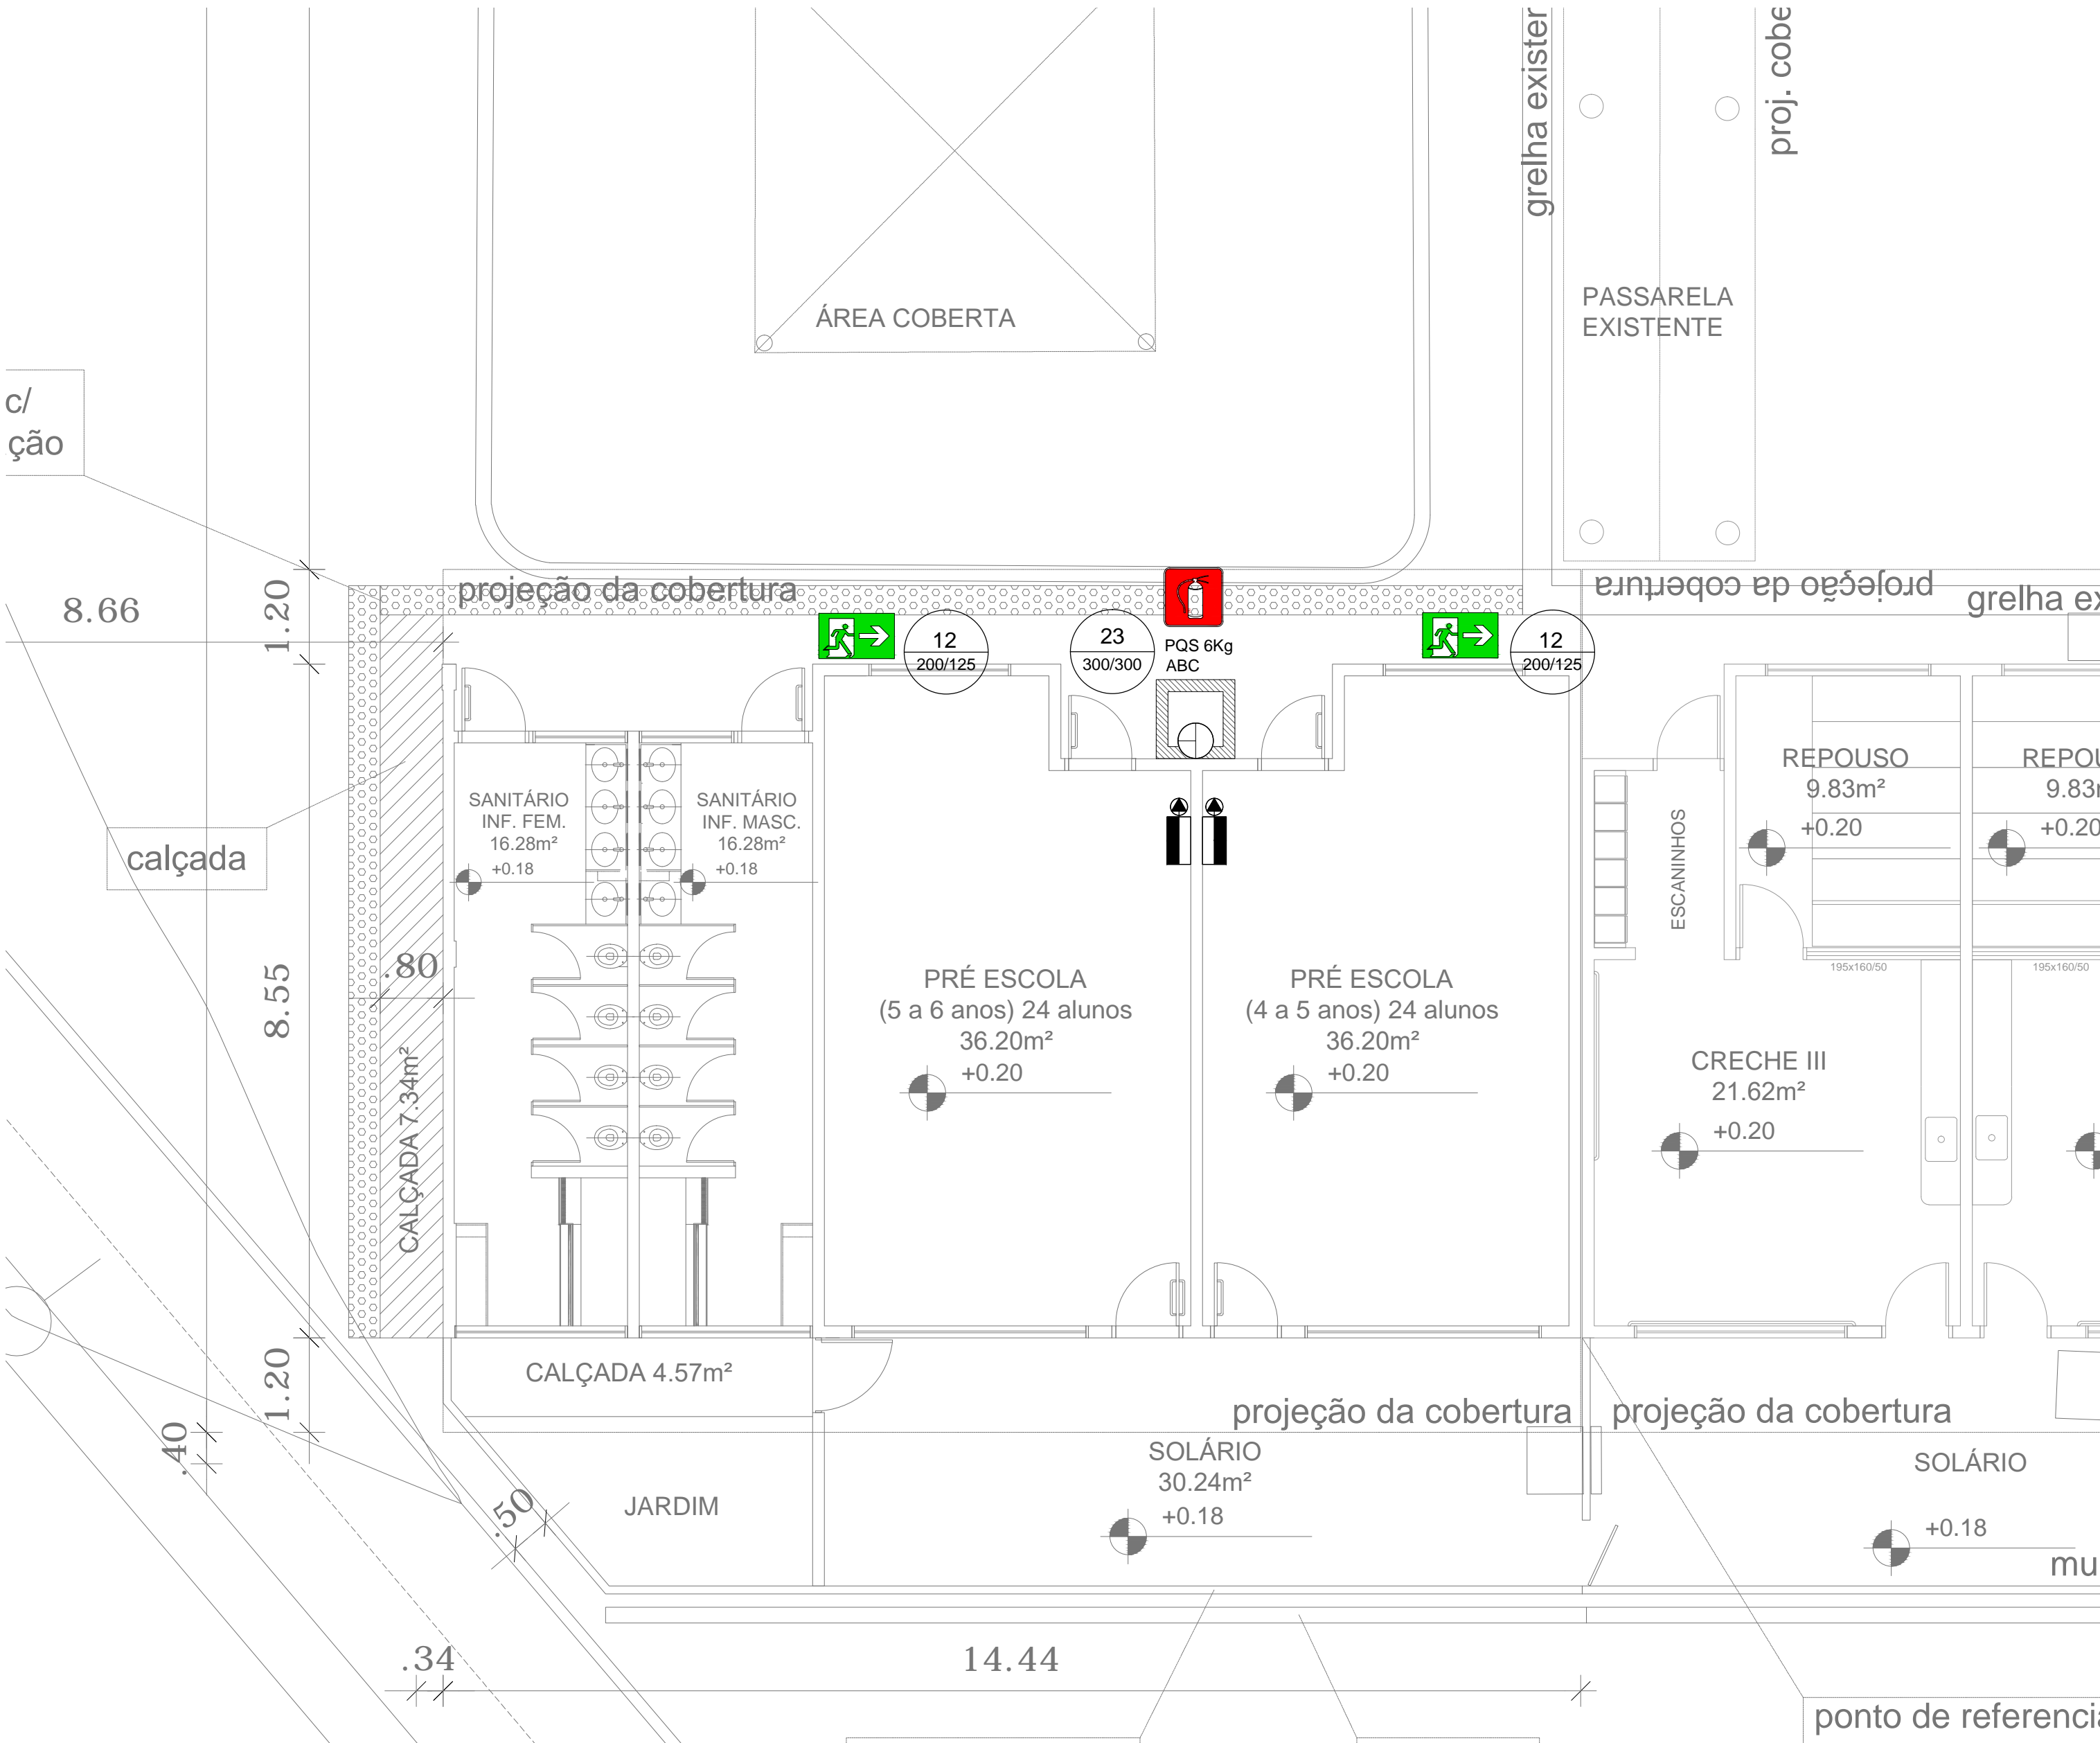 grelha exister
proj. cobe
ÁREA COBERTA
PASSARELA
EXISTENTE
c/
ção
8.66
1.20
projeção da cobertura
projeção da cobertura
grelha ex
12
200/125
23
300/300
PQS 6Kg
ABC
12
200/125
REPOUSO
9.83m²
+0.20
REPOU
9.83m
+0.20
SANITÁRIO
INF. FEM.
16.28m²
+0.18
SANITÁRIO
INF. MASC.
16.28m²
+0.18
calçada
ESCANINHOS
.80
8.55
195x160/50
195x160/50
PRÉ ESCOLA
(5 a 6 anos) 24 alunos
36.20m²
+0.20
PRÉ ESCOLA
(4 a 5 anos) 24 alunos
36.20m²
+0.20
CRECHE III
21.62m²
+0.20
CALÇADA 7.34m²
1.20
CALÇADA 4.57m²
projeção da cobertura
projeção da cobertura
.40
SOLÁRIO
30.24m²
+0.18
SOLÁRIO
+0.18
.50
JARDIM
mu
.34
14.44
ponto de referencia